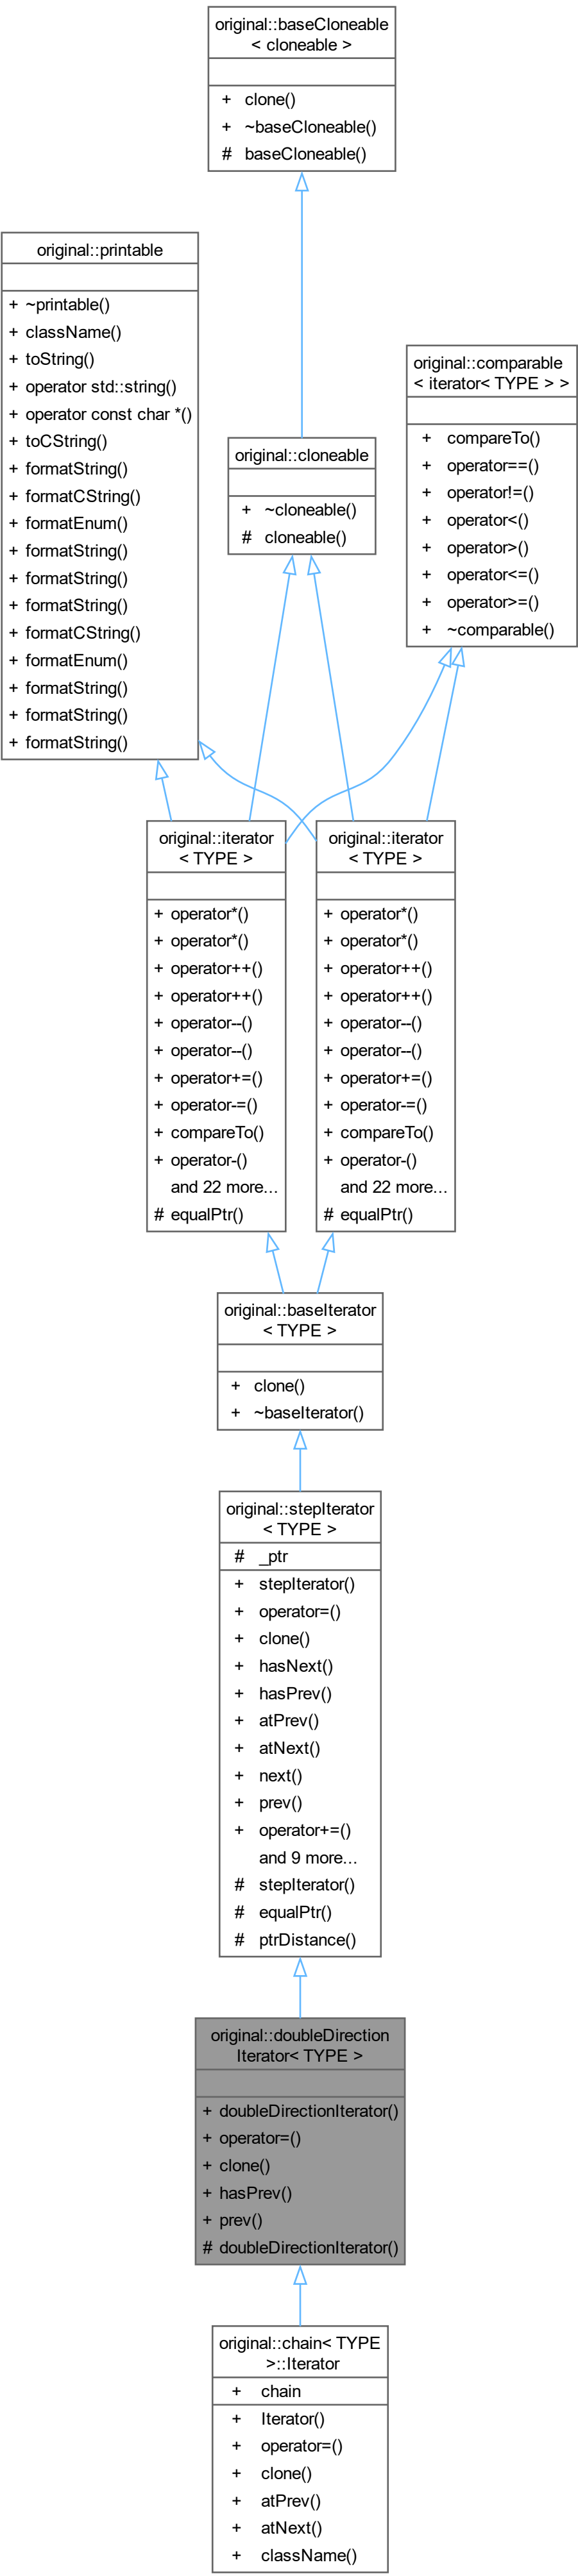 original::baseCloneable
< cloneable >
+ clone()
+ ~baseCloneable()
# baseCloneable()
original::printable
+ ~printable()
+ className()
+ toString()
+ operator std::string()
+ operator const char *()
+ toCString()
+ formatString()
+ formatCString()
+ formatEnum()
+ formatString()
+ formatString()
+ formatString()
+ formatCString()
+ formatEnum()
+ formatString()
+ formatString()
+ formatString()
original::comparable
< iterator< TYPE > >
+ compareTo()
+ operator==()
+ operator!=()
+ operator<()
+ operator>()
+ operator<=()
+ operator>=()
+ ~comparable()
original::cloneable
+ ~cloneable()
# cloneable()
original::iterator
< TYPE >
+ operator*()
+ operator*()
+ operator++()
+ operator++()
+ operator--()
+ operator--()
+ operator+=()
+ operator-=()
+ compareTo()
+ operator-()
and 22 more...
# equalPtr()
original::iterator
< TYPE >
+ operator*()
+ operator*()
+ operator++()
+ operator++()
+ operator--()
+ operator--()
+ operator+=()
+ operator-=()
+ compareTo()
+ operator-()
and 22 more...
# equalPtr()
original::baseIterator
< TYPE >
+ clone()
+ ~baseIterator()
original::stepIterator
< TYPE >
# _ptr
+ stepIterator()
+ operator=()
+ clone()
+ hasNext()
+ hasPrev()
+ atPrev()
+ atNext()
+ next()
+ prev()
+ operator+=()
and 9 more...
# stepIterator()
# equalPtr()
# ptrDistance()
original::doubleDirection
Iterator< TYPE >
+ doubleDirectionIterator()
+ operator=()
+ clone()
+ hasPrev()
+ prev()
# doubleDirectionIterator()
original::chain< TYPE
>::Iterator
+ chain
+ Iterator()
+ operator=()
+ clone()
+ atPrev()
+ atNext()
+ className()